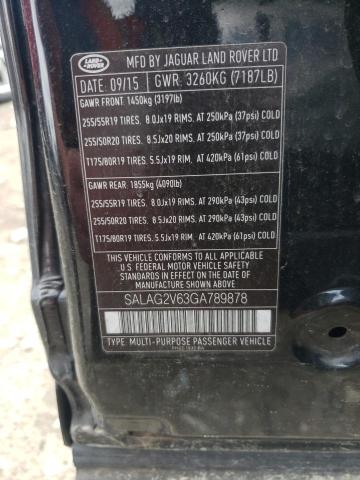 LAND ROVER
MFD BY JAGUAR LAND ROVER LTD
DATE: 09/15 GWR: 3260KG (7187LB)
GAWR FRONT: 1450kg (3197lb)
255/55R19 TIRES. 8.0Jx19 RIMS. AT 250kPa (37psi) COLD
255/50R20 TIRES. 8.5Jx20 RIMS. AT 250kPa (37psi) COLD
T175/80R19 TIRES. 5.5Jx19 RIM. AT 420kPa (61psi) COLD
GAWR REAR: 1855kg (4090lb)
255/55R19 TIRES. 8.0Jx19 RIMS. AT 290kPa (43psi) COLD
255/50R20 TIRES. 8.5Jx20 RIMS. AT 290kPa (43psi) COLD
T175/80R19 TIRES. 5.5Jx19 RIM. AT 420kPa (61psi) COLD
THIS VEHICLE CONFORMS TO ALL APPLICABLE
U.S. FEDERAL MOTOR VEHICLE
SAFETY STANDARDS IN EFFECT ON THE DATE
OF MANUFACTURE SHOWN ABOVE
SALAG2V63GA789878
TYPE: MULTI-PURPOSE PASSENGER VEHICLE